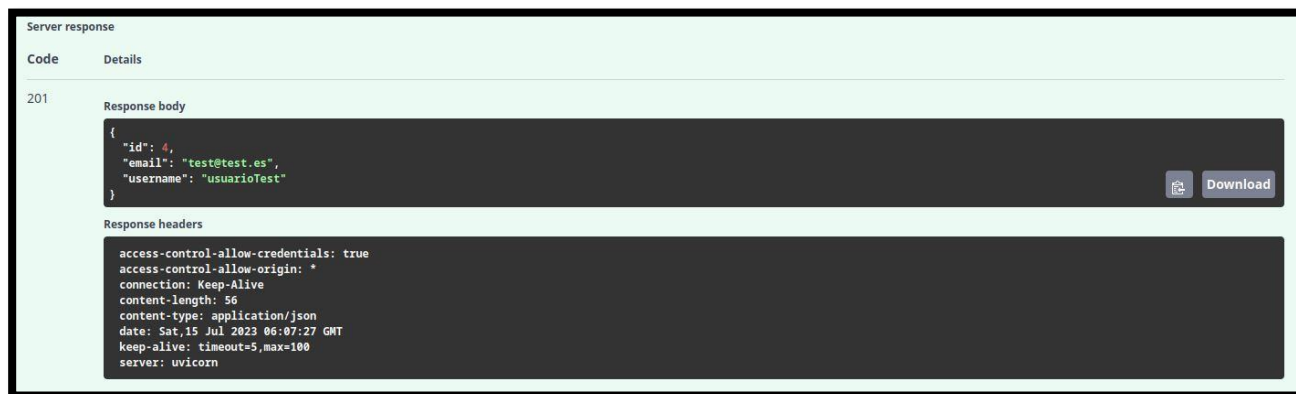 Server response
Code Details
201
Response body
{
"id": 4,
"email": "test@test.es",
"username": "usuarioTest"
}
Download
Response headers
access-control-allow-credentials: true
access-control-allow-origin: *
connection: Keep-Alive
content-length: 56
content-type: application/json
date: Sat,15 Jul 2023 06:07:27 GMT
keep-alive: timeout=5,max=100
server: uvicorn